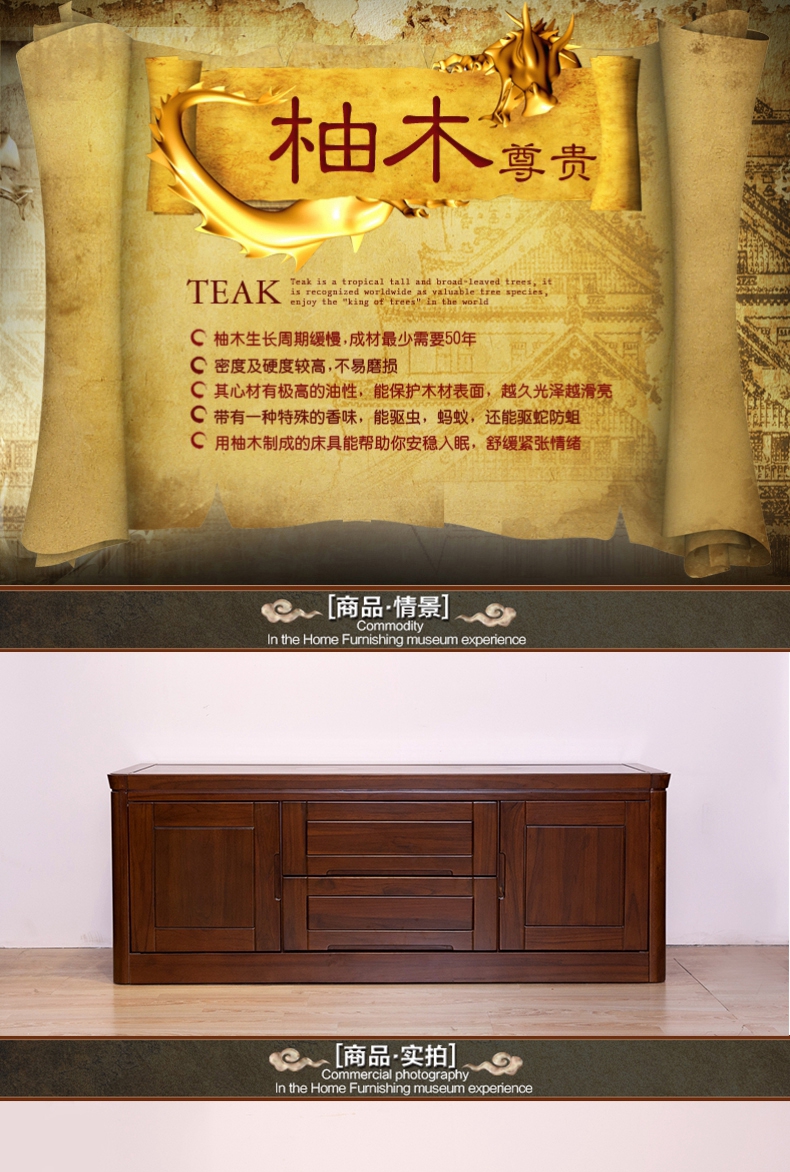 柚木尊贵
TEAK
Teak is a tropical tall and broad-leaved trees, it
is recognized worldwide as valuable tree species,
enjoy the "king of trees" in the world
柚木生长周期缓慢,成材最少需要50年
密度及硬度较高,不易磨损
其心材有极高的油性，能保护木材表面，越久光泽越滑亮
带有一种特殊的香味，能驱虫，蚂蚁，还能驱蛇防蛆
用柚木制成的床具能帮助你安稳入眠，舒缓紧张情绪
[商品·情景]
Commodity
In the Home Furnishing museum experience
[商品·实拍]
Commercial photography
In the Home Furnishing museum experience